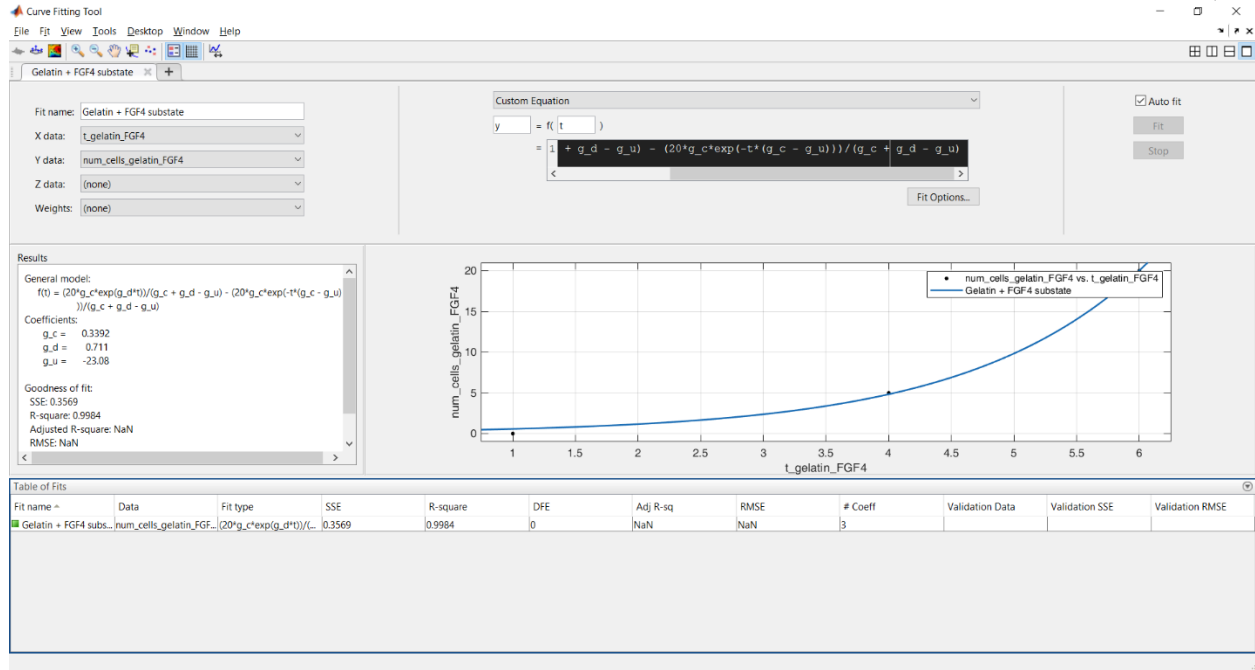 Curve Fitting Tool
File Fit View Tools Desktop Window Help
Gelatin + FGF4 substate
Fit name: Gelatin + FGF4 substate
X data: t_gelatin_FGF4
Y data: num_cells_gelatin_FGF4
Z data: (none)
Weights: (none)
Custom Equation
y = f( t )
= 1 + g_d - g_u) - (20*g_c*exp(-t*(g_c - g_u)))/(g_c + g_d - g_u)
Fit Options...
Auto fit
Fit
Stop
Results
General model:
f(t) = (20*g_c*exp(g_d*t))/(g_c + g_d - g_u) - (20*g_c*exp(-t*(g_c - g_u)
))/(g_c + g_d - g_u)
Coefficients:
g_c = 0.3392
g_d = 0.711
g_u = -23.08
Goodness of fit:
SSE: 0.3569
R-square: 0.9984
Adjusted R-square: NaN
RMSE: NaN
num_cells_gelatin_FGF4
20
15
10
5
0
num_cells_gelatin_FGF4 vs. t_gelatin_FGF4
Gelatin + FGF4 substate
1 1.5 2 2.5 3 3.5 4 4.5 5 5.5 6
t_gelatin_FGF4
Table of Fits
Fit name Data Fit type SSE R-square DFE Adj R-sq RMSE # Coeff Validation Data Validation SSE Validation RMSE
Gelatin + FGF4 subs... num_cells_gelatin_FGF... (20*g_c*exp(g_d*t))/(... 0.3569 0.9984 0 NaN NaN 3